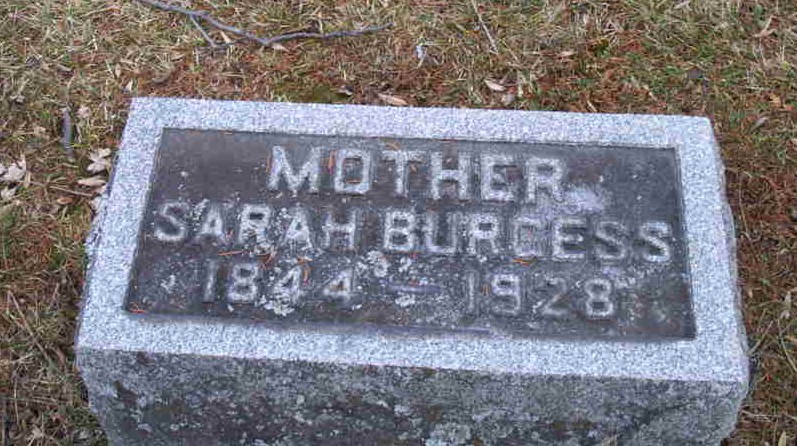 MOTHER
SARAH BURGESS
1844 – 1928